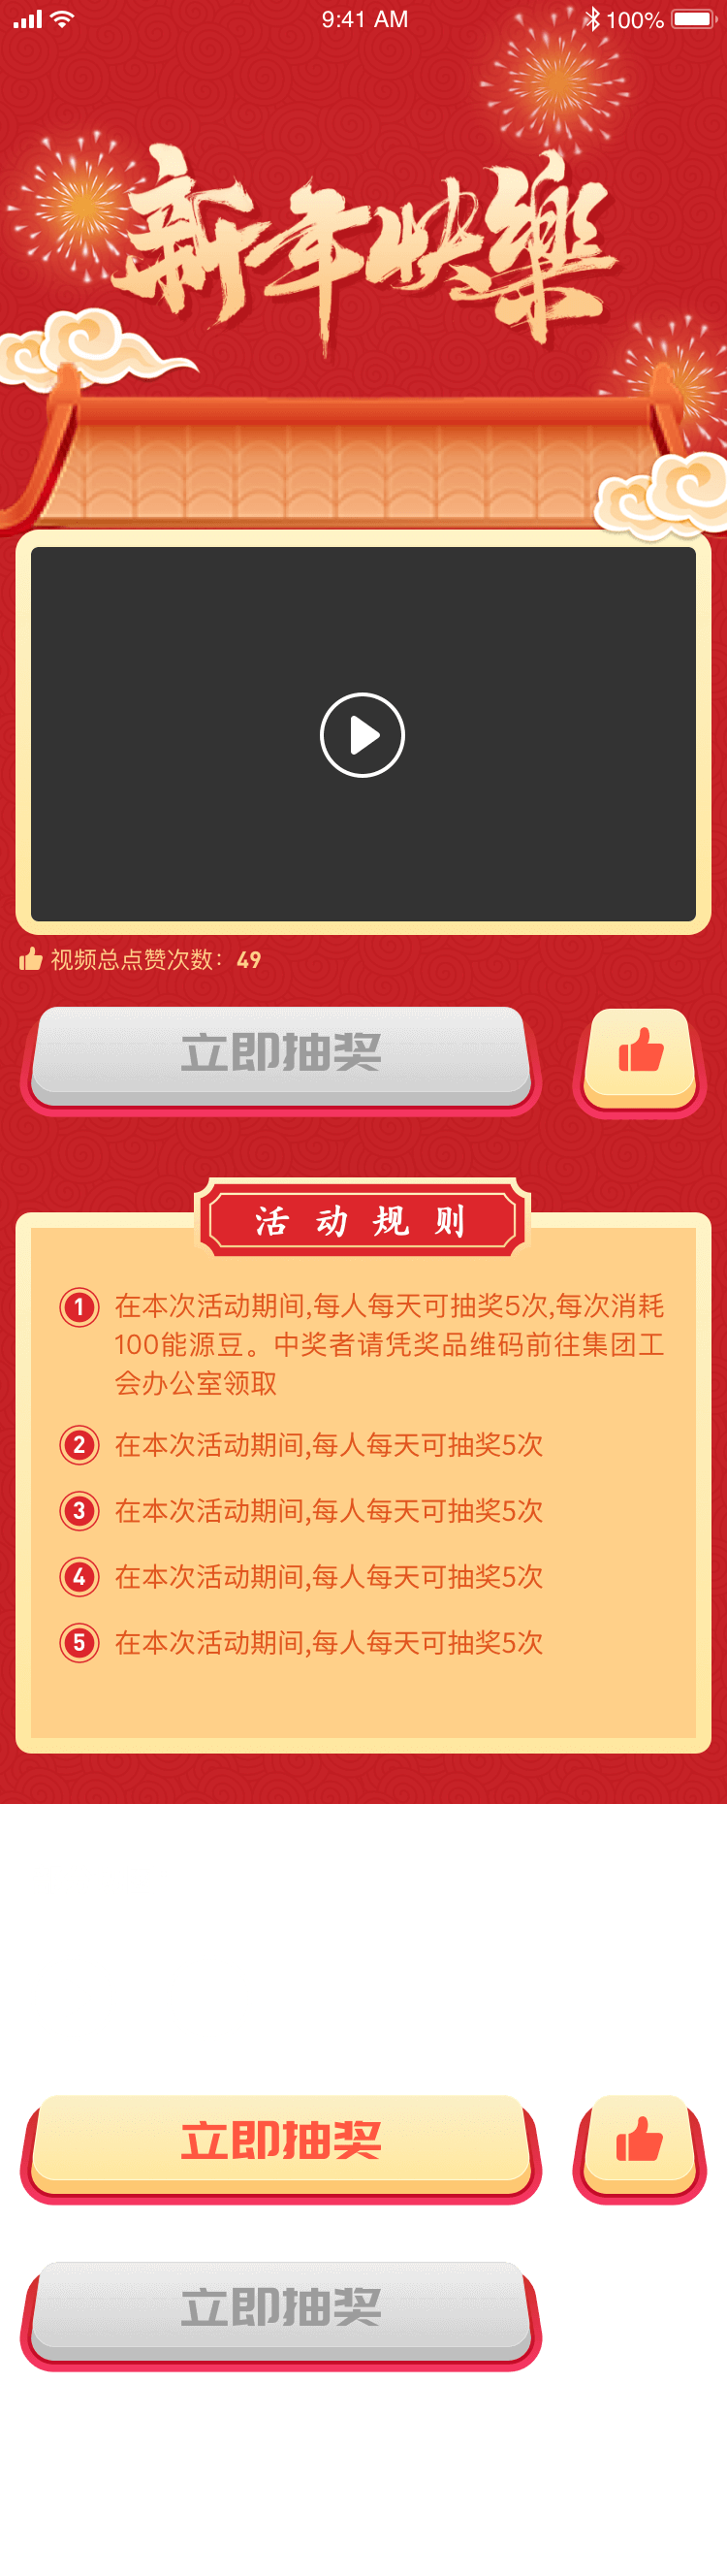 9:41 AM
100%
新年快樂
视频总点赞次数：49
立即抽奖
活动规则
1 在本次活动期间,每人每天可抽奖5次,每次消耗
100能源豆。中奖者请凭奖品维码前往集团工
会办公室领取
2 在本次活动期间,每人每天可抽奖5次
3 在本次活动期间,每人每天可抽奖5次
4 在本次活动期间,每人每天可抽奖5次
5 在本次活动期间,每人每天可抽奖5次
立即抽奖
立即抽奖